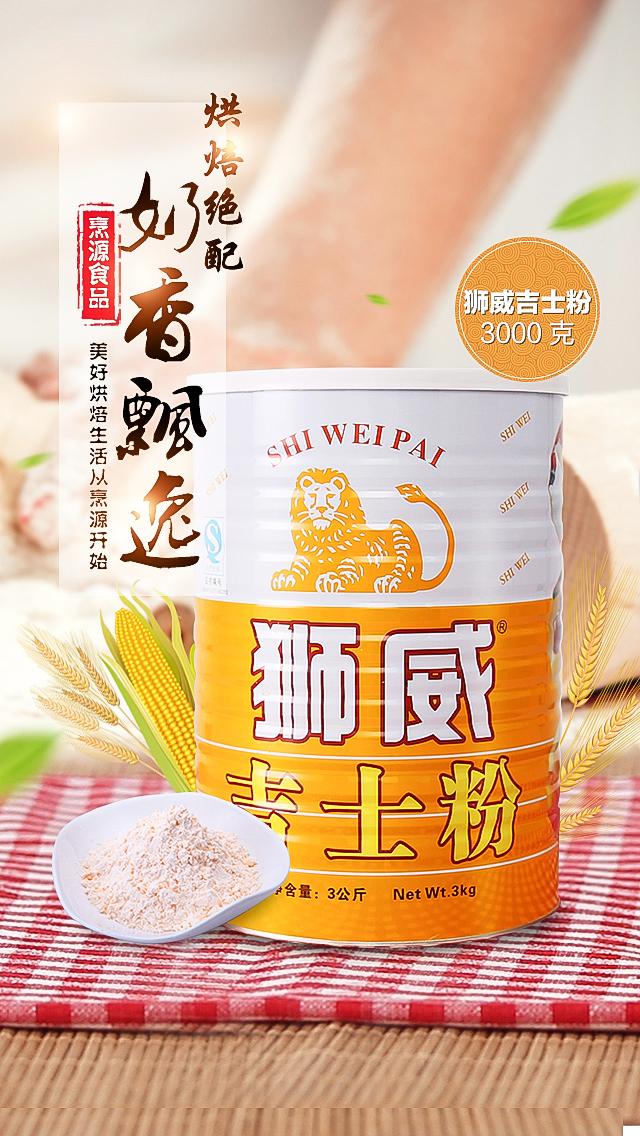 烘焙绝配
奶香飘逸
烹源食品
美好烘焙生活从烹源开始
狮威吉士粉
3000 克
SHI WEI PAI
SHI WEI
SHI WEI
SHI WEI
狮威®
吉士粉
净含量：3公斤 Net Wt.3kg